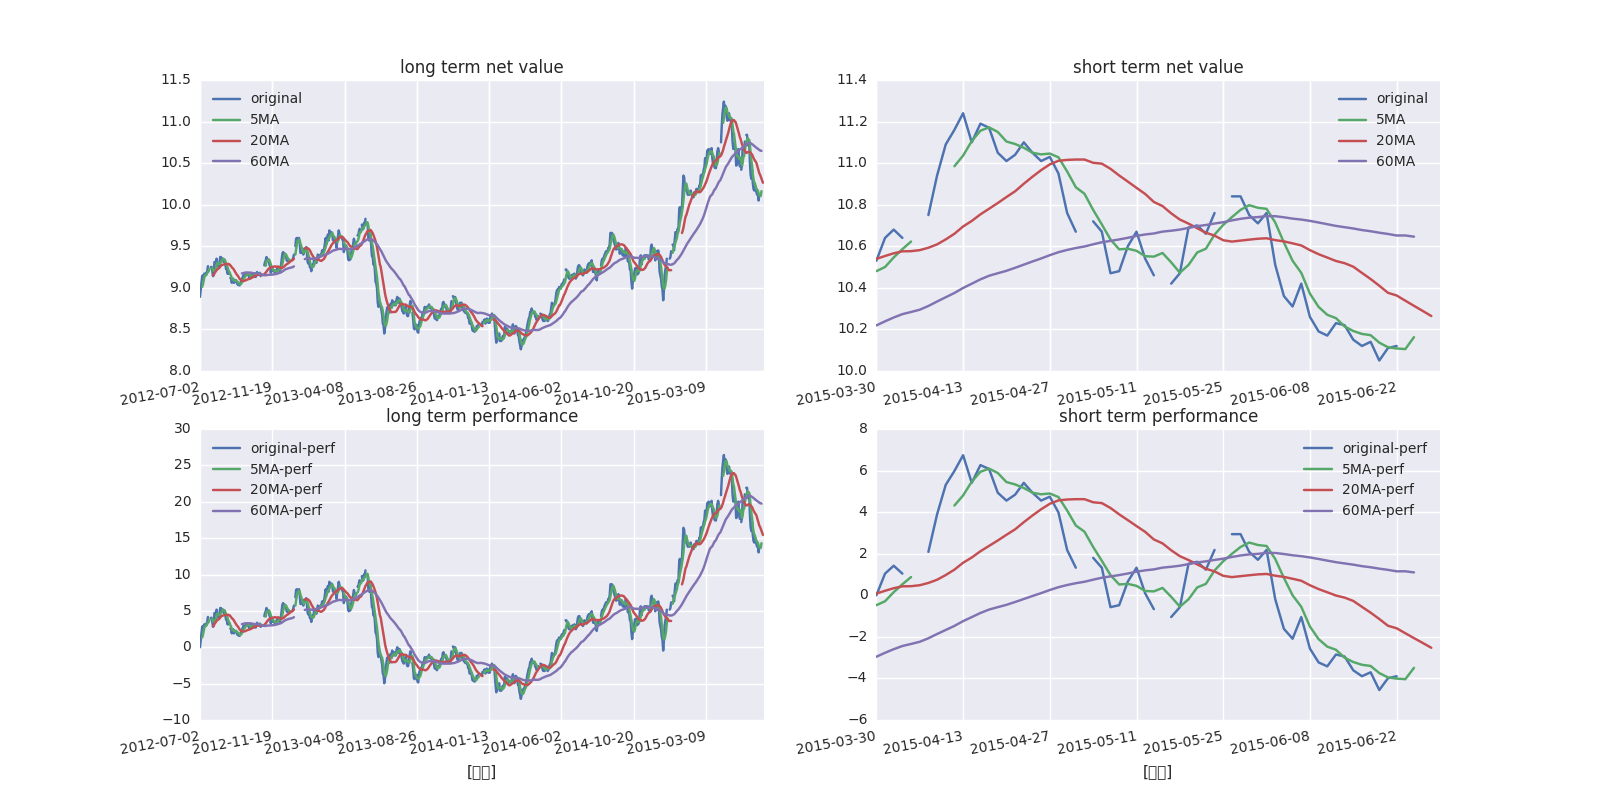 long term net value
11.5
11.0
10.5
10.0
9.5
9.0
8.5
8.0
original
5MA
20MA
60MA
2012-07-02 2012-11-19 2013-04-08 2013-08-26 2014-01-13 2014-06-02 2014-10-20 2015-03-09
short term net value
11.4
11.2
11.0
10.8
10.6
10.4
10.2
10.0
original
5MA
20MA
60MA
2015-03-30 2015-04-13 2015-04-27 2015-05-11 2015-05-25 2015-06-08 2015-06-22
long term performance
30
25
20
15
10
5
0
−5
−10
original-perf
5MA-perf
20MA-perf
60MA-perf
2012-07-02 2012-11-19 2013-04-08 2013-08-26 2014-01-13 2014-06-02 2014-10-20 2015-03-09
[▯▯]
short term performance
8
6
4
2
0
−2
−4
−6
original-perf
5MA-perf
20MA-perf
60MA-perf
2015-03-30 2015-04-13 2015-04-27 2015-05-11 2015-05-25 2015-06-08 2015-06-22
[▯▯]